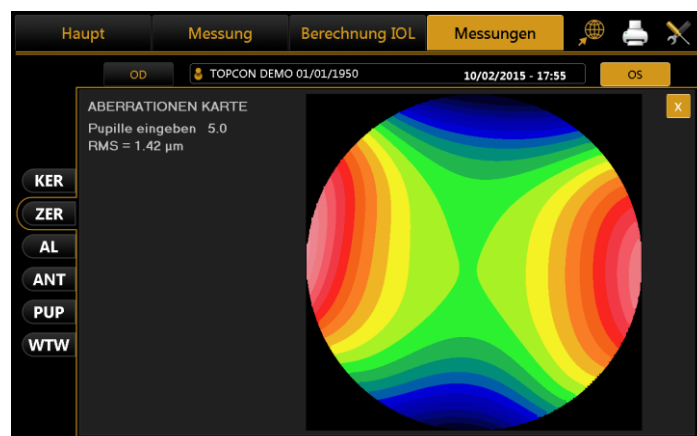 Haupt Messung Berechnung IOL Messungen
OD TOPCON DEMO 01/01/1950 10/02/2015 - 17:55 OS
ABERRATIONEN KARTE X
Pupille eingeben 5.0
RMS = 1.42 µm
KER
ZER
AL
ANT
PUP
WTW